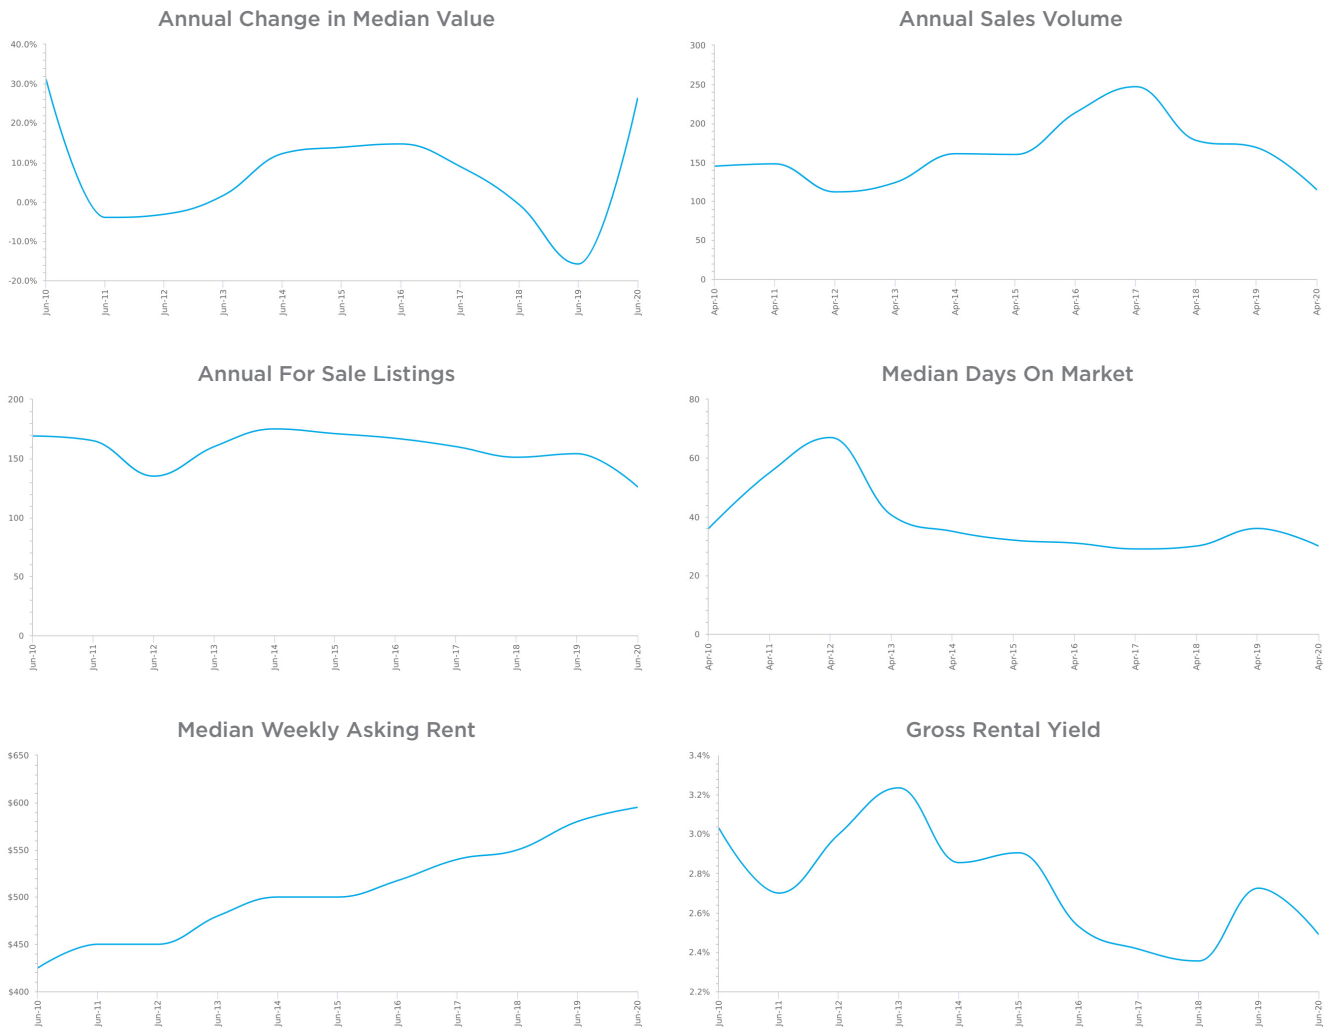 Annual Change in Median Value
40.0%
30.0%
20.0%
10.0%
0.0%
-10.0%
-20.0%
Jun-10
Jun-11
Jun-12
Jun-13
Jun-14
Jun-15
Jun-16
Jun-17
Jun-18
Jun-19
Jun-20
Annual Sales Volume
300
250
200
150
100
50
0
Apr-10
Apr-11
Apr-12
Apr-13
Apr-14
Apr-15
Apr-16
Apr-17
Apr-18
Apr-19
Apr-20
Annual For Sale Listings
200
150
100
50
0
Jun-10
Jun-11
Jun-12
Jun-13
Jun-14
Jun-15
Jun-16
Jun-17
Jun-18
Jun-19
Jun-20
Median Days On Market
80
60
40
20
0
Apr-10
Apr-11
Apr-12
Apr-13
Apr-14
Apr-15
Apr-16
Apr-17
Apr-18
Apr-19
Apr-20
Median Weekly Asking Rent
$650
$600
$550
$500
$450
$400
Jun-10
Jun-11
Jun-12
Jun-13
Jun-14
Jun-15
Jun-16
Jun-17
Jun-18
Jun-19
Jun-20
Gross Rental Yield
3.4%
3.2%
3.0%
2.8%
2.6%
2.4%
2.2%
Jun-10
Jun-11
Jun-12
Jun-13
Jun-14
Jun-15
Jun-16
Jun-17
Jun-18
Jun-19
Jun-20